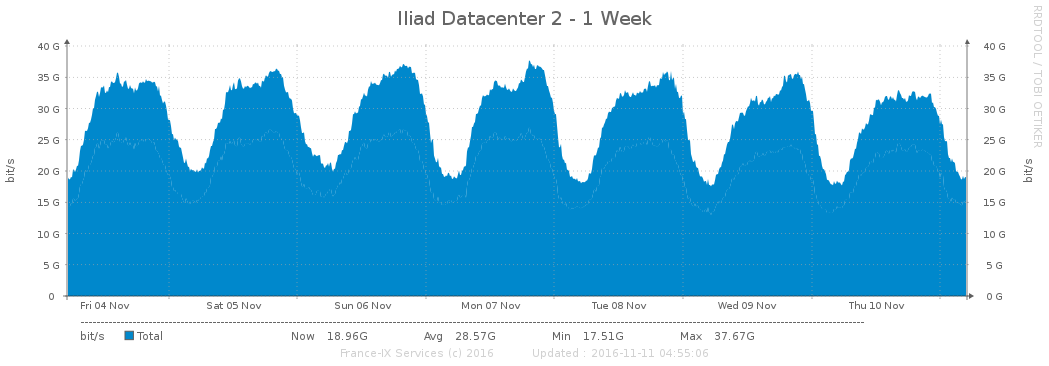 Iliad Datacenter 2 - 1 Week
RRDTOOL / TOBI OETIKER
40 G 40 G
35 G 35 G
30 G 30 G
25 G 25 G
20 G 20 G
15 G 15 G
10 G 10 G
5 G 5 G
0 0 G
bit/s bit/s
Fri 04 Nov Sat 05 Nov Sun 06 Nov Mon 07 Nov Tue 08 Nov Wed 09 Nov Thu 10 Nov
bit/s Total Now 18.96G Avg 28.57G Min 17.51G Max 37.67G
France-IX Services (c) 2016 Updated : 2016-11-11 04:55:06